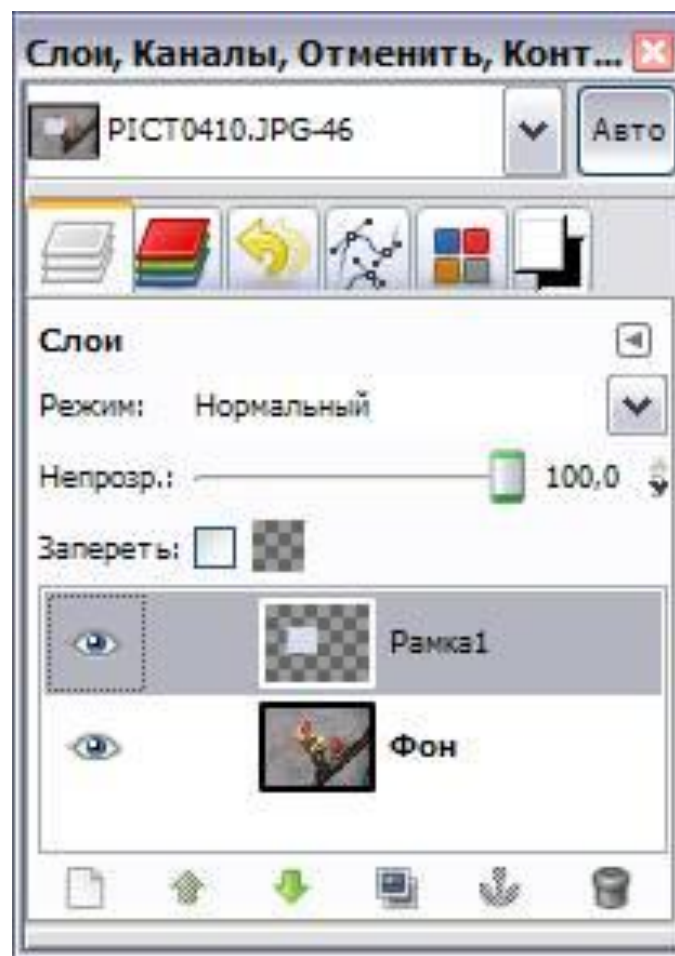 Слои, Каналы, Отменить, Конт...
PICT0410.JPG-46
Авто
Слои
Режим: Нормальный
Непрозр.: 100,0
Запереть:
Рамка1
Фон